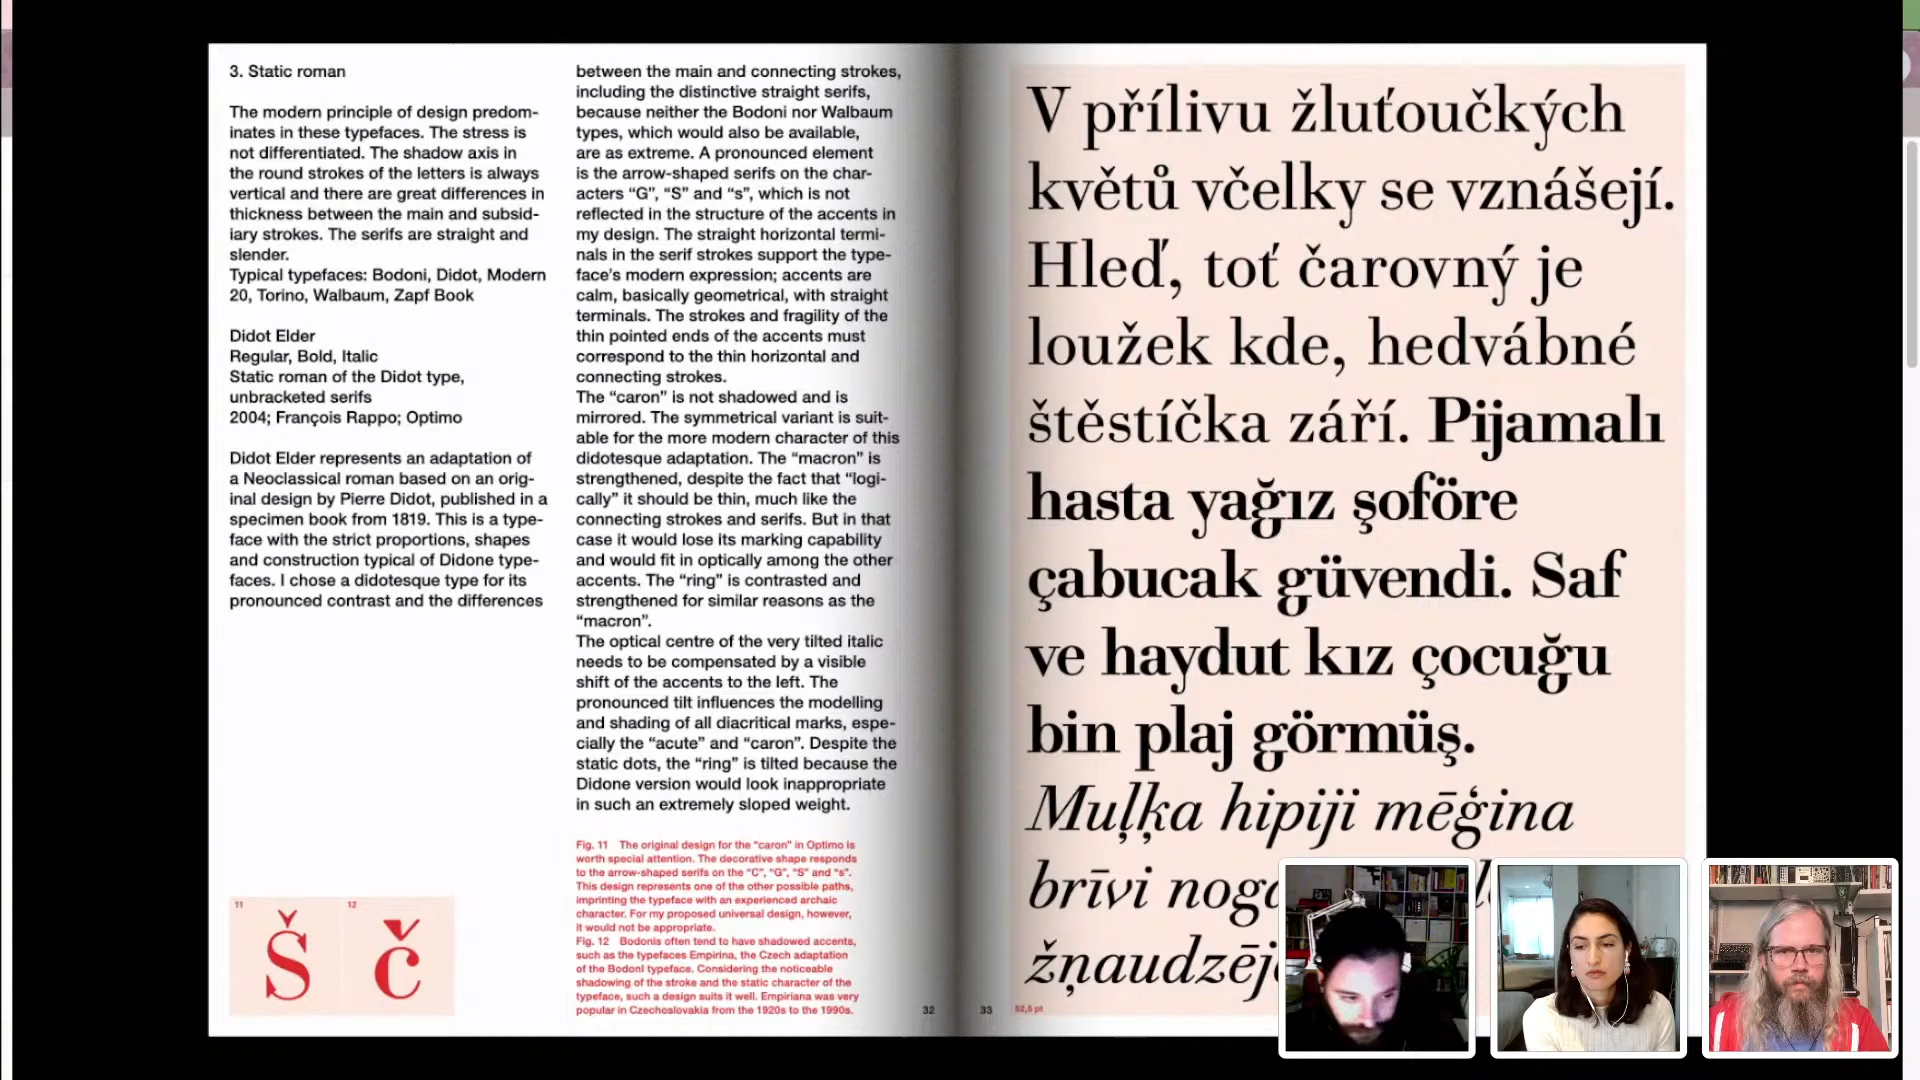 3. Static roman
The modern principle of design predom-
inates in these typefaces. The stress is
not differentiated. The shadow axis in
the round strokes of the letters is always
vertical and there are great differences in
thickness between the main and subsid-
iary strokes. The serifs are straight and
slender.
Typical typefaces: Bodoni, Didot, Modern
20, Torino, Walbaum, Zapf Book
Didot Elder
Regular, Bold, Italic
Static roman of the Didot type,
unbracketed serifs
2004; François Rappo; Optimo
Didot Elder represents an adaptation of
a Neoclassical roman based on an orig-
inal design by Pierre Didot, published in a
specimen book from 1819. This is a type-
face with the strict proportions, shapes
and construction typical of Didone type-
faces. I chose a didotesque type for its
pronounced contrast and the differences
11
Š
12
č
between the main and connecting strokes,
including the distinctive straight serifs,
because neither the Bodoni nor Walbaum
types, which would also be available,
are as extreme. A pronounced element
is the arrow-shaped serifs on the char-
acters “G”, “S” and “s”, which is not
reflected in the structure of the accents in
my design. The straight horizontal termi-
nals in the serif strokes support the type-
face’s modern expression; accents are
calm, basically geometrical, with straight
terminals. The strokes and fragility of the
thin pointed ends of the accents must
correspond to the thin horizontal and
connecting strokes.
The “caron” is not shadowed and is
mirrored. The symmetrical variant is suit-
able for the more modern character of this
didotesque adaptation. The “macron” is
strengthened, despite the fact that “logi-
cally” it should be thin, much like the
connecting strokes and serifs. But in that
case it would lose its marking capability
and would fit in optically among the other
accents. The “ring” is contrasted and
strengthened for similar reasons as the
“macron”.
The optical centre of the very tilted italic
needs to be compensated by a visible
shift of the accents to the left. The
pronounced tilt influences the modelling
and shading of all diacritical marks, espe-
cially the “acute” and “caron”. Despite the
static dots, the “ring” is tilted because the
Didone version would look inappropriate
in such an extremely sloped weight.
Fig. 11 The original design for the “caron” in Optimo is
worth special attention. The decorative shape responds
to the arrow-shaped serifs on the “C”, “G”, “S” and “s”.
This design represents one of the other possible paths,
imprinting the typeface with an experienced archaic
character. For my proposed universal design, however,
it would not be appropriate.
Fig. 12 Bodonis often tend to have shadowed accents,
such as the typefaces Empirina, the Czech adaptation
of the Bodoni typeface. Considering the noticeable
shadowing of the stroke and the static character of the
typeface, such a design suits it well. Empiriana was very
popular in Czechoslovakia from the 1920s to the 1990s.
32
V přílivu žluťoučkých
květů včelky se vznášejí.
Hleď, toť čarovný je
loužek kde, hedvábné
štěstíčka září. Pijamalı
hasta yağız şoföre
çabucak güvendi. Saf
ve haydut kız çocuğu
bin plaj görmüş.
Muļķa hipiji mēģina
brīvi
33
52,5 pt